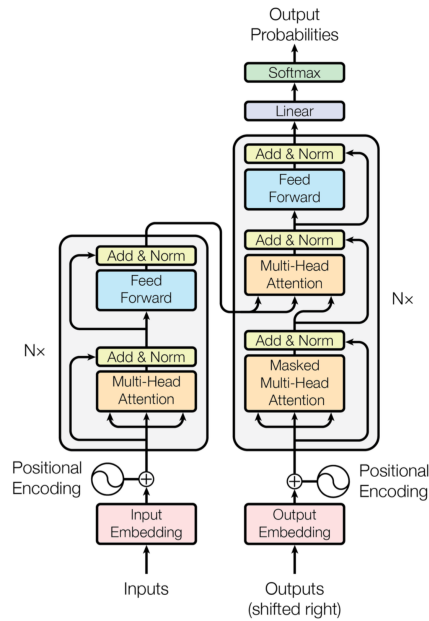 Output
Probabilities
Softmax
Linear
Add & Norm
Feed
Forward
Add & Norm
Multi-Head
Attention
N×
Add & Norm
Masked
Multi-Head
Attention
Add & Norm
Feed
Forward
N×
Add & Norm
Multi-Head
Attention
Positional
Encoding
Positional
Encoding
Input
Embedding
Output
Embedding
Inputs
Outputs
(shifted right)